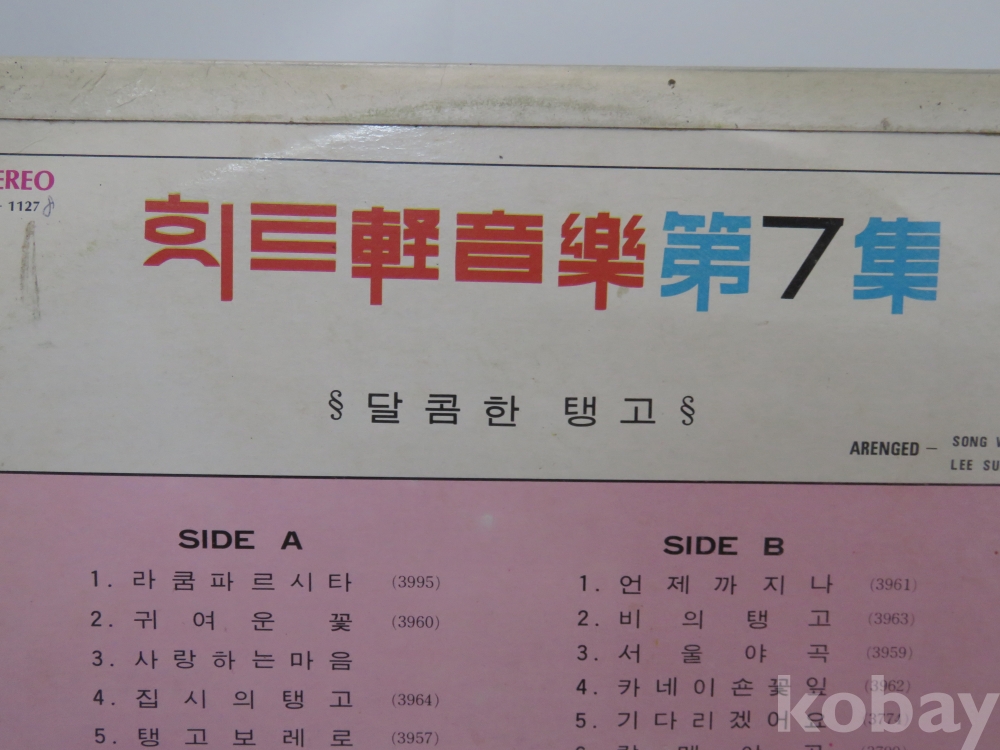 EREO
1127
힛트軽音樂第7集
§ 달콤한 탱고 §
ARENGED — SONG
LEE SU
SIDE A
1. 라쿰파르시타 (3995)
2. 귀여운 꽃 (3960)
3. 사랑하는마음
4. 집시의탱고 (3964)
5. 탱고보레로 (3957)
SIDE B
1. 언제까지나 (3961)
2. 비의탱고 (3963)
3. 서울야곡 (3959)
4. 카네이숀꽃잎 (3962)
5. 기다리겠어요 (3774)
kobay